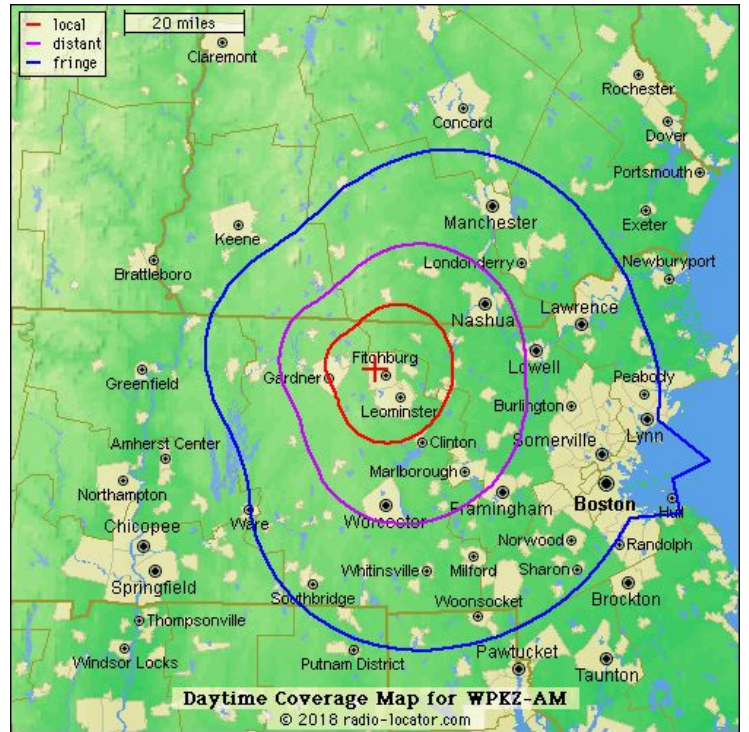 local
distant
fringe
20 miles
Claremont
Rochester
Concord
Dover
Portsmouth
Manchester
Exeter
Keene
Brattleboro
Londonderry
Newburyport
Nashua
Lawrence
Lowell
Fitchburg
Greenfield
Gardner
Peabody
Leominster
Burlington
Lynn
Clinton
Somerville
Amherst Center
Marlborough
Northampton
Boston
Framingham
Hull
Worcester
Ware
Chicopee
Norwood
Randolph
Milford
Whitinsville
Sharon
Springfield
Southbridge
Brockton
Woonsocket
Thompsonville
Windsor Locks
Putnam District
Pawtucket
Taunton
Daytime Coverage Map for WPKZ-AM
© 2018 radio-locator.com